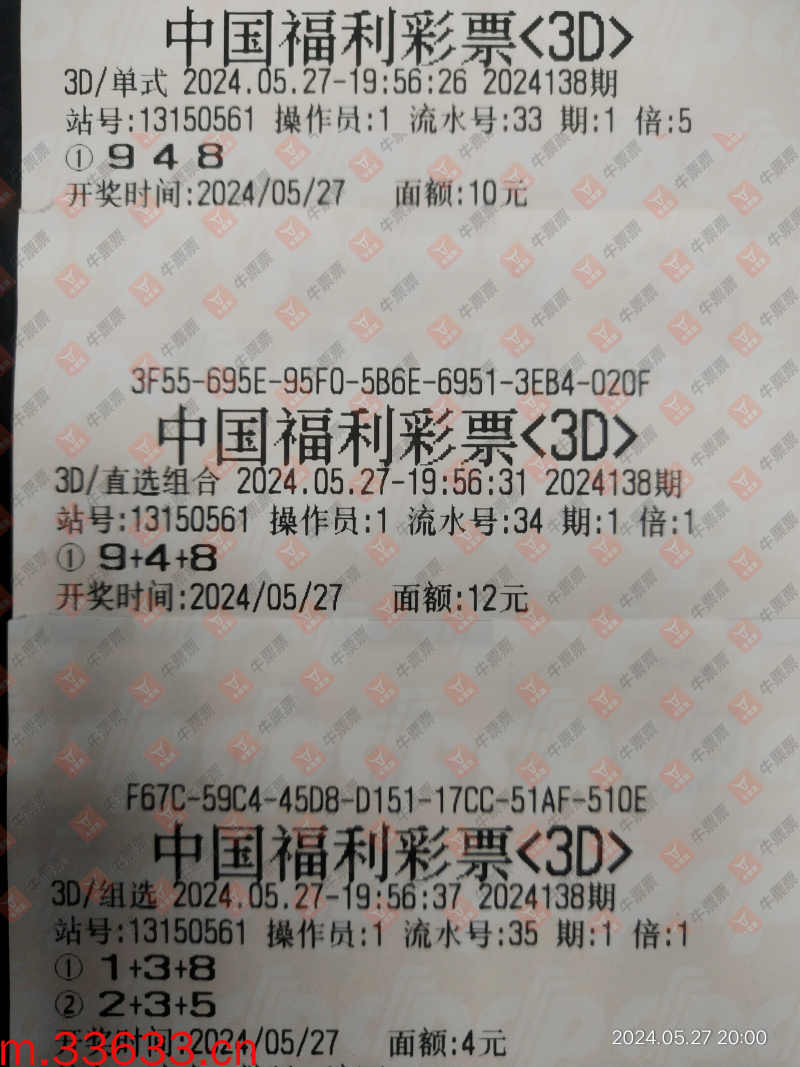 中国福利彩票<3D>
3D/单式 2024.05.27-19:56:26 2024138期
站号:13150561 操作员:1 流水号:33 期:1 倍:5
① 9 4 8
开奖时间:2024/05/27 面额:10元
3F55-695E-95F0-5B6E-6951-3EB4-020F
中国福利彩票<3D>
3D/直选组合 2024.05.27-19:56:31 2024138期
站号:13150561 操作员:1 流水号:34 期:1 倍:1
① 9+4+8
开奖时间:2024/05/27 面额:12元
F67C-59C4-45D8-D151-17CC-51AF-510E
中国福利彩票<3D>
3D/组选 2024.05.27-19:56:37 2024138期
站号:13150561 操作员:1 流水号:35 期:1 倍:1
① 1+3+8
② 2+3+5
开奖时间:2024/05/27 面额:4元
2024.05.27 20:00
m.33633.cn
牛票票